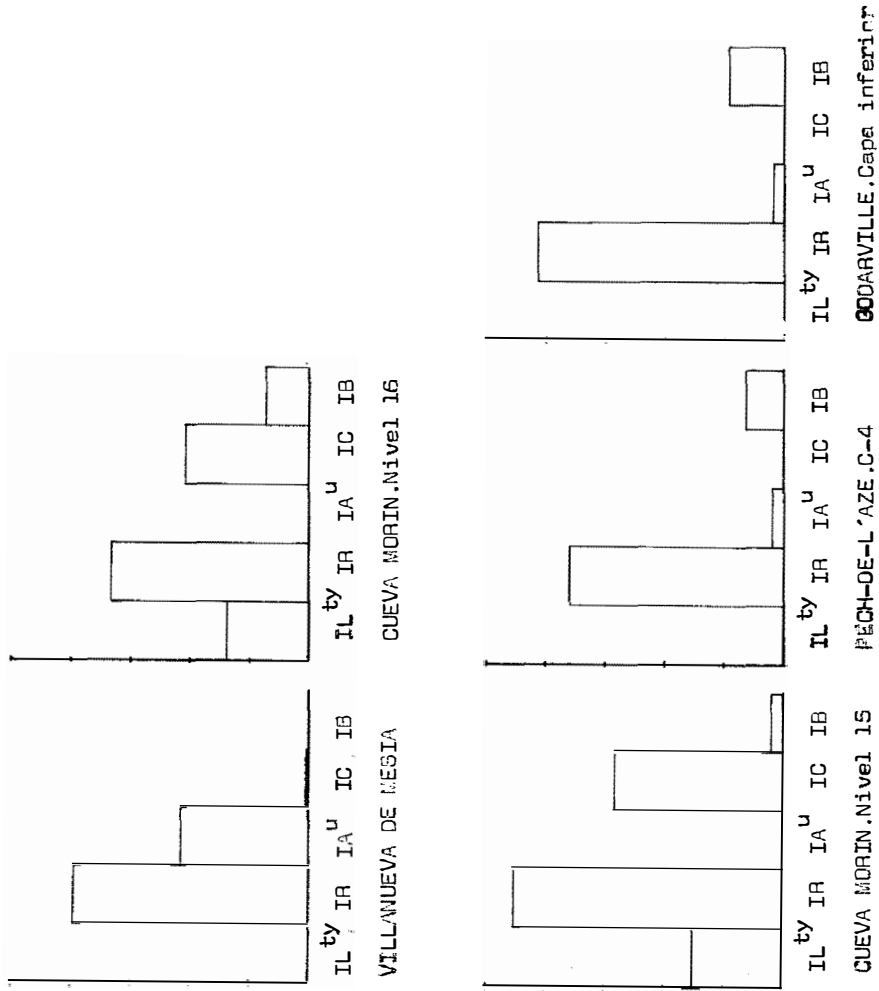 IL ty IR IA u IC IB
VILLANUEVA DE MESIA
IL ty IR IA u IC IB
CUEVA MORIN.Nivel 16
IL ty IR IA u IC IB
CUEVA MORIN.Nivel 15
IL ty IR IA u IC IB
PECH-DE-L´AZE.C-4
IL ty IR IA u IC IB
GODARVILLE.Capa inferior